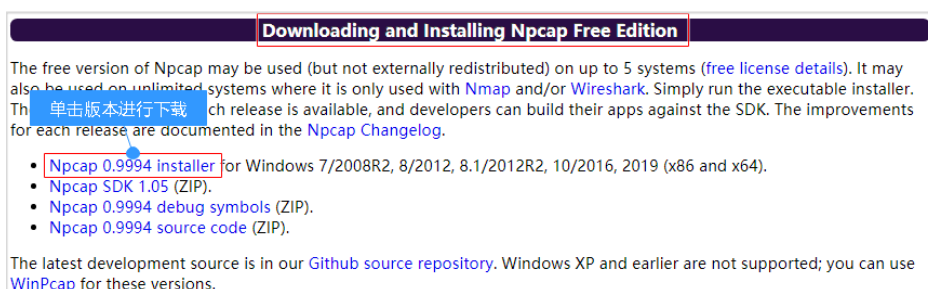 Downloading and Installing Npcap Free Edition
The free version of Npcap may be used (but not externally redistributed) on up to 5 systems (free license details). It may
also be used on unlimited systems where it is only used with Nmap and/or Wireshark. Simply run the executable installer.
Th 单击版本进行下载 ch release is available, and developers can build their apps against the SDK. The improvements
for each release are documented in the Npcap Changelog.
• Npcap 0.9994 installer for Windows 7/2008R2, 8/2012, 8.1/2012R2, 10/2016, 2019 (x86 and x64).
• Npcap SDK 1.05 (ZIP).
• Npcap 0.9994 debug symbols (ZIP).
• Npcap 0.9994 source code (ZIP).
The latest development source is in our Github source repository. Windows XP and earlier are not supported; you can use
WinPcap for these versions.